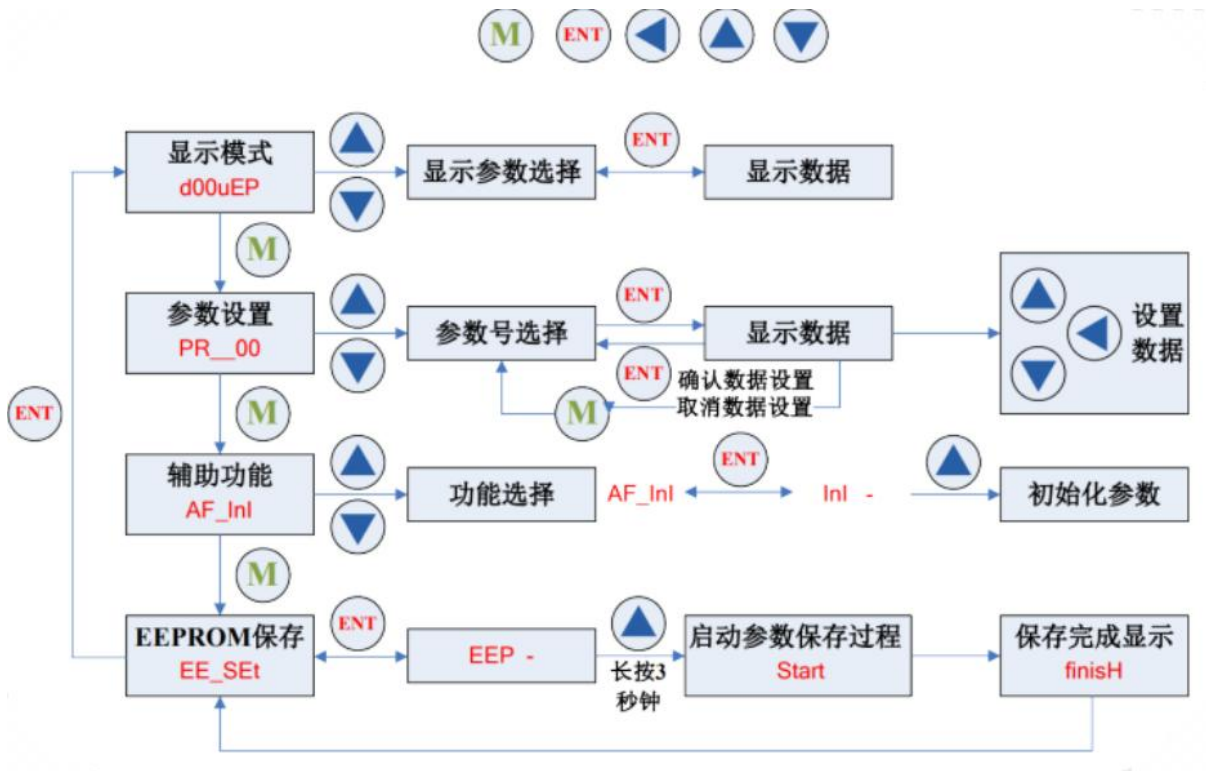 M ENT
显示模式
d00uEP
显示参数选择
ENT
显示数据
M
参数设置
PR__00
参数号选择
ENT
显示数据
设置
数据
ENT
确认数据设置
取消数据设置
M
ENT
M
辅助功能
AF_InI
功能选择
AF_InI
ENT
InI -
初始化参数
M
EEPROM保存
EE_SEt
ENT
EEP -
长按3
秒钟
启动参数保存过程
Start
保存完成显示
finisH